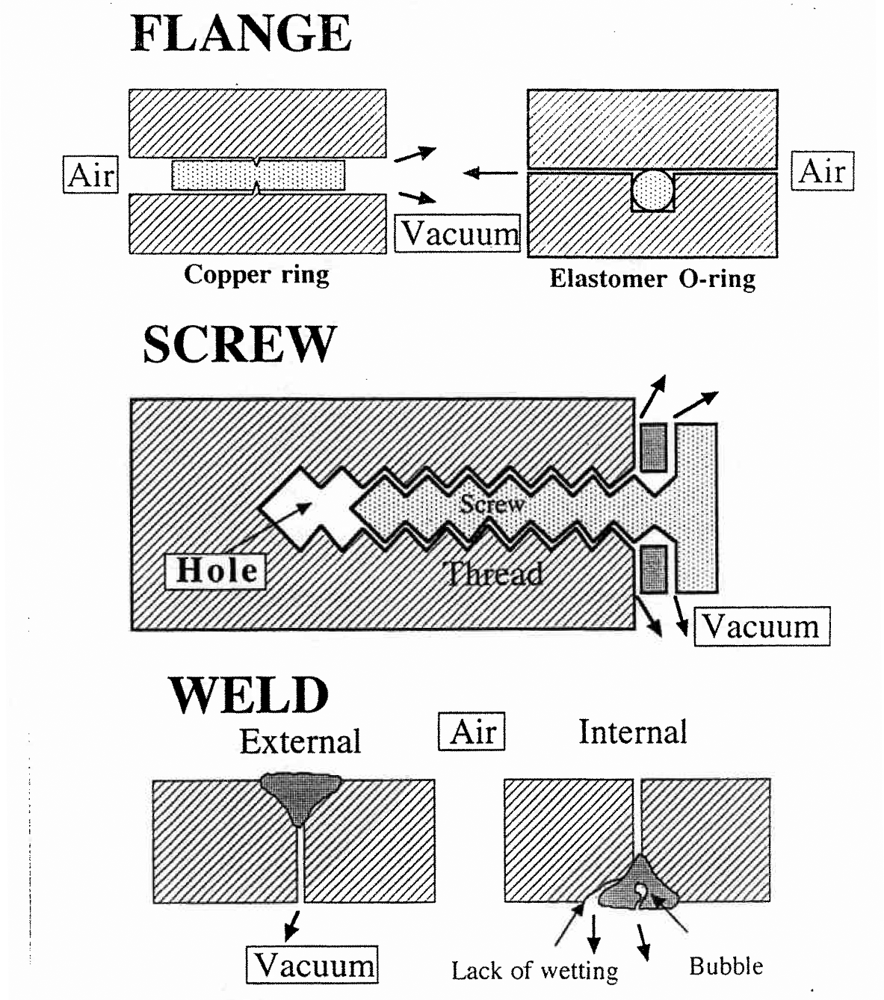 FLANGE
Air
Vacuum
Air
Copper ring
Elastomer O-ring
SCREW
Screw
Hole
Thread
Vacuum
WELD
External
Air
Internal
Vacuum
Lack of wetting
Bubble